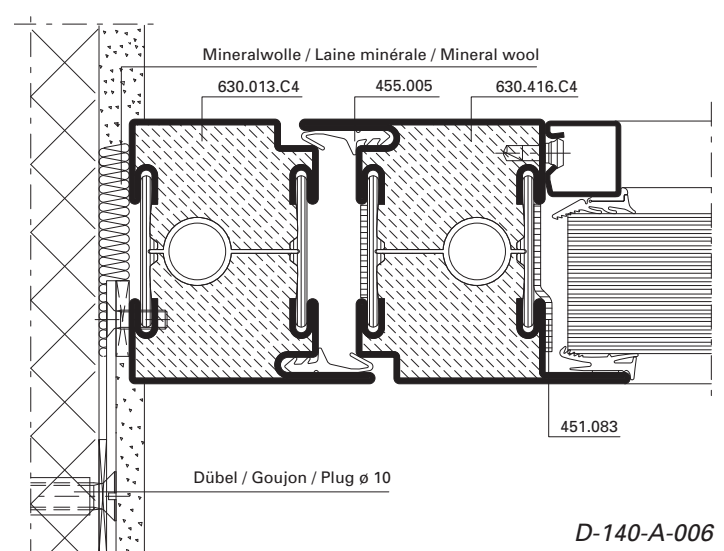 Mineralwolle / Laine minérale / Mineral wool
630.013.C4
455.005
630.416.C4
451.083
Dübel / Goujon / Plug ø 10
D-140-A-006